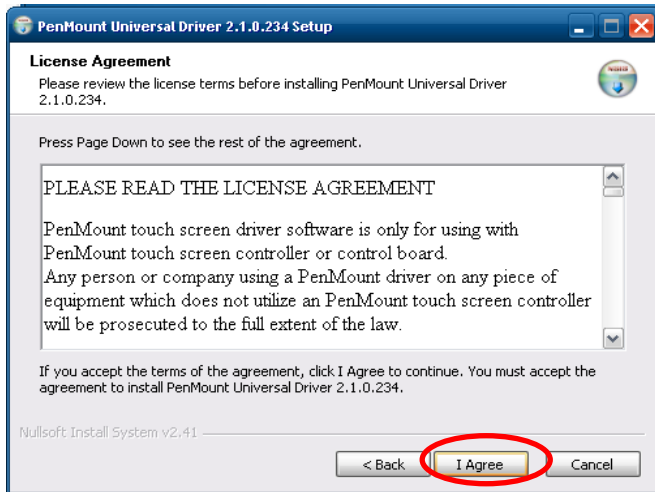 PenMount Universal Driver 2.1.0.234 Setup
License Agreement
Please review the license terms before installing PenMount Universal Driver
2.1.0.234.
Press Page Down to see the rest of the agreement.
PLEASE READ THE LICENSE AGREEMENT
PenMount touch screen driver software is only for using with
PenMount touch screen controller or control board.
Any person or company using a PenMount driver on any piece of
equipment which does not utilize an PenMount touch screen controller
will be prosecuted to the full extent of the law.
If you accept the terms of the agreement, click I Agree to continue. You must accept the
agreement to install PenMount Universal Driver 2.1.0.234.
Nullsoft Install System v2.41
< Back
I Agree
Cancel